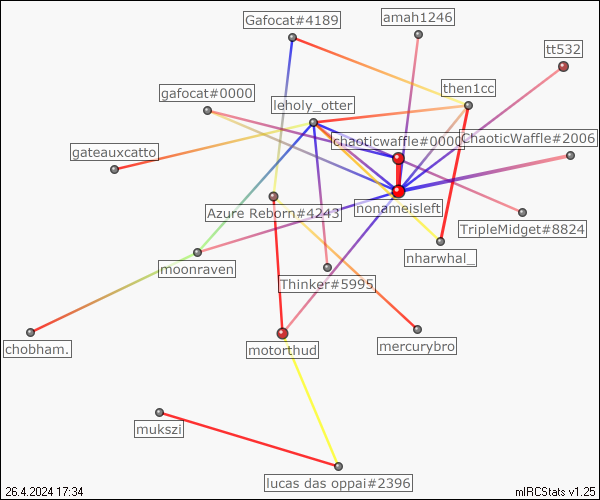 Gafocat#4189
amah1246
tt532
gafocat#0000
then1cc
leholy_otter
chaoticwaffle#0000
ChaoticWaffle#2006
gateauxcatto
nonameisleft
Azure Reborn#4243
TripleMidget#8824
moonraven
nharwhal_
Thinker#5995
chobham.
motorthud
mercurybro
mukszi
lucas das oppai#2396
26.4.2024 17:34
mIRCStats v1.25